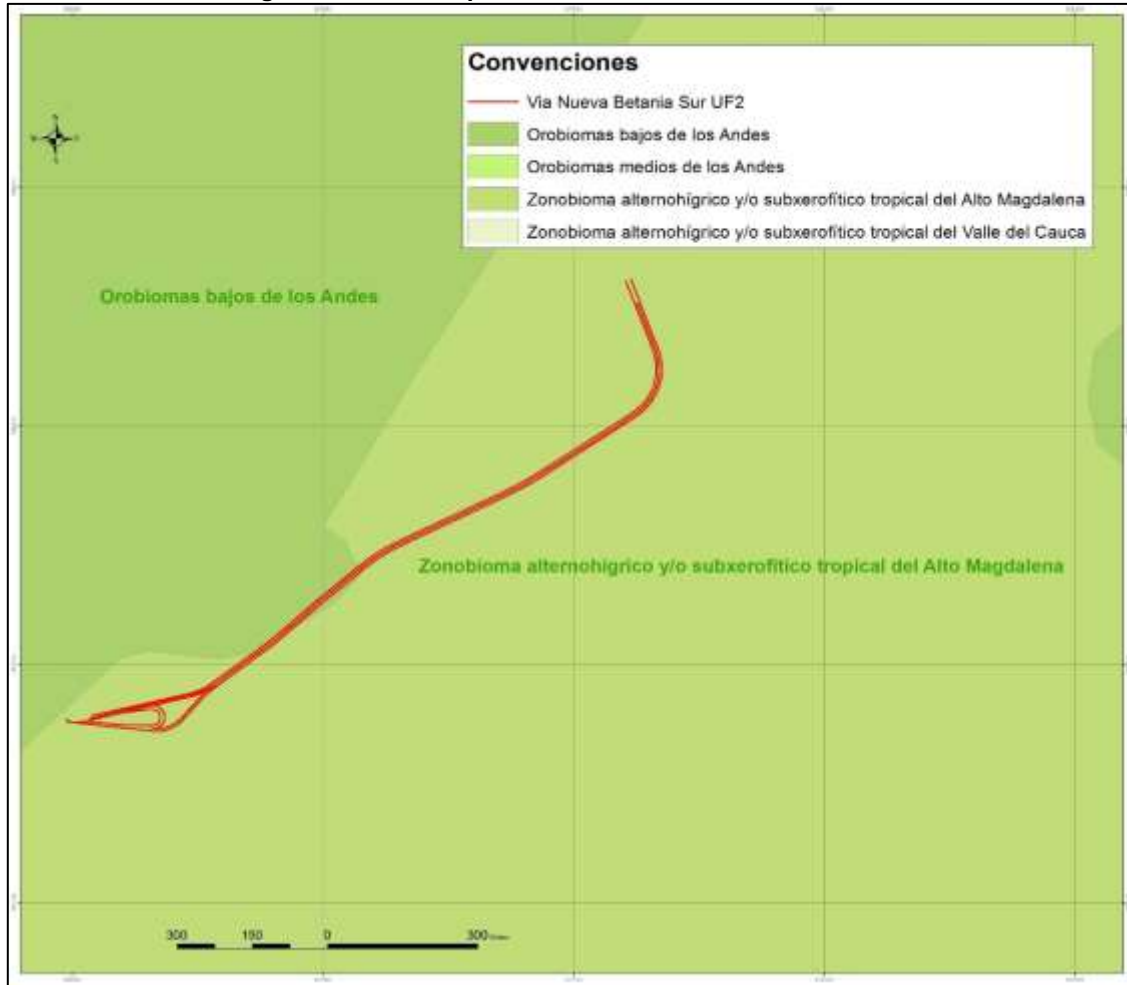 Convenciones
Via Nueva Betania Sur UF2
Orobiomas bajos de los Andes
Orobiomas medios de los Andes
Zonobioma alternohígrico y/o subxerofítico tropical del Alto Magdalena
Zonobioma alternohígrico y/o subxerofítico tropical del Valle del Cauca
Orobiomas bajos de los Andes
Zonobioma alternohigrico y/o subxerofítico tropical del Alto Magdalena
300 150 0 300